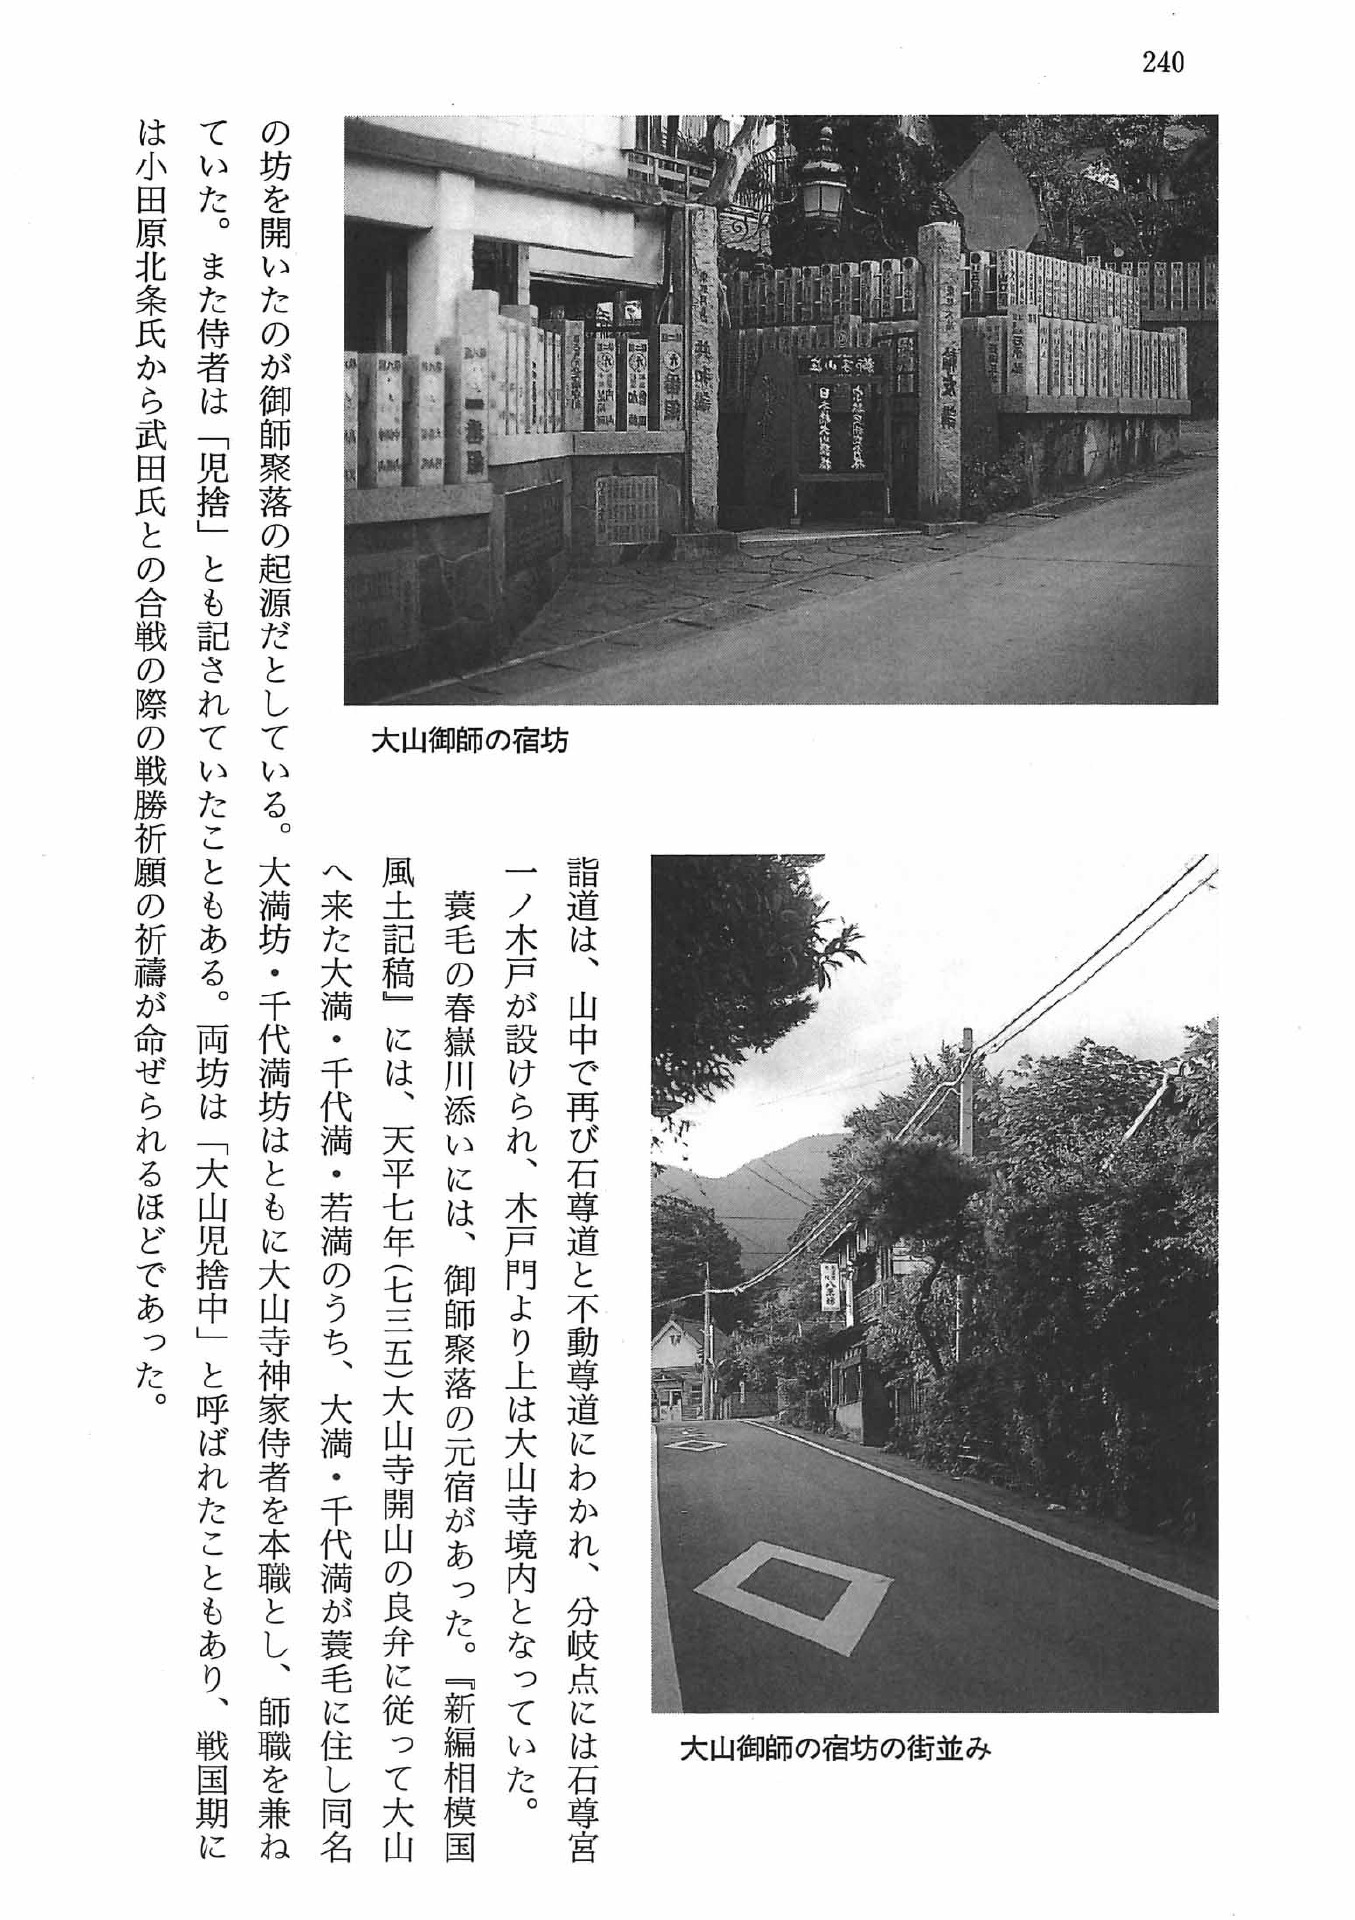 240
大山御師の宿坊
大山御師の宿坊の街並み
詣道は、山中で再び石尊道と不動尊道にわかれ、分岐点には石尊宮
一ノ木戸が設けられ、木戸門より上は大山寺境内となっていた。
蓑毛の春嶽川添いには、御師聚落の元宿があった。『新編相模国
風土記稿』には、天平七年(七三五)大山寺開山の良弁に従って大山
へ来た大満・千代満・若満のうち、大満・千代満が蓑毛に住し同名
の坊を開いたのが御師聚落の起源だとしている。大満坊・千代満坊はともに大山寺神家侍者を本職とし、師職を兼ね
ていた。また侍者は「児捨」とも記されていたこともある。両坊は「大山児捨中」と呼ばれたこともあり、戦国期に
は小田原北条氏から武田氏との合戦の際の戦勝祈願の祈禱が命ぜられるほどであった。